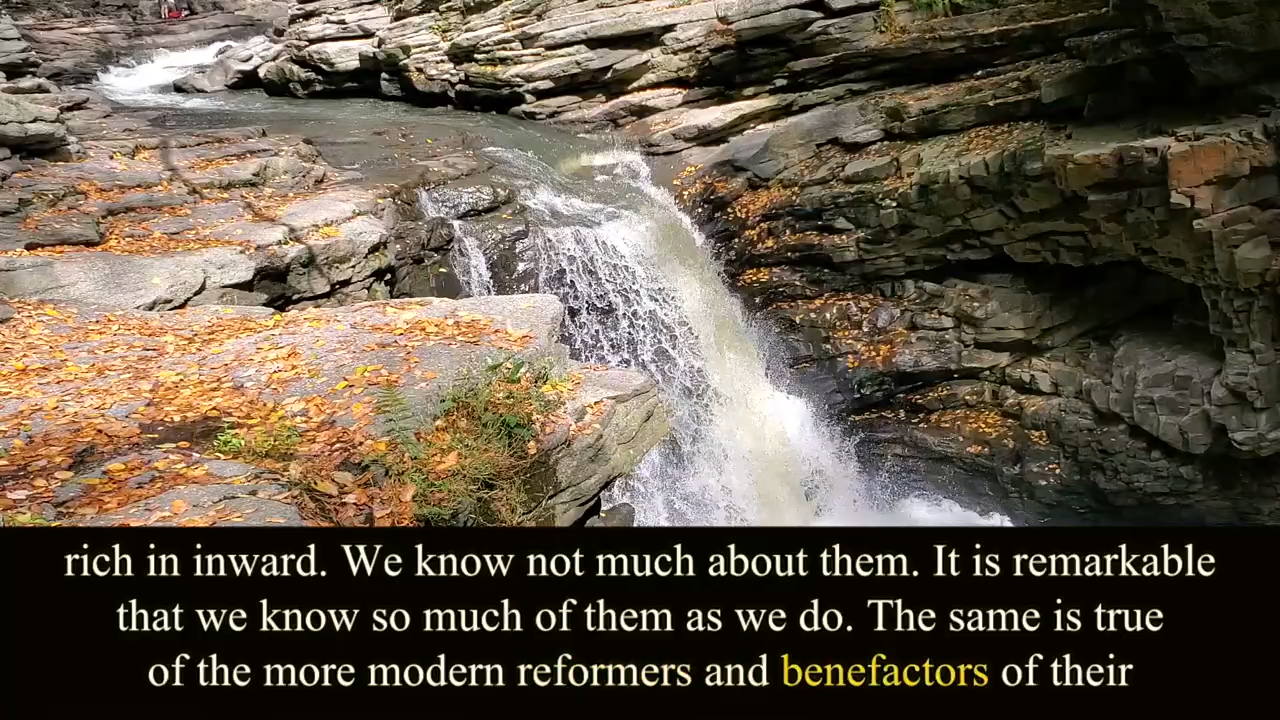 rich in inward. We know not much about them. It is remarkable
that we know so much of them as we do. The same is true
of the more modern reformers and benefactors of their